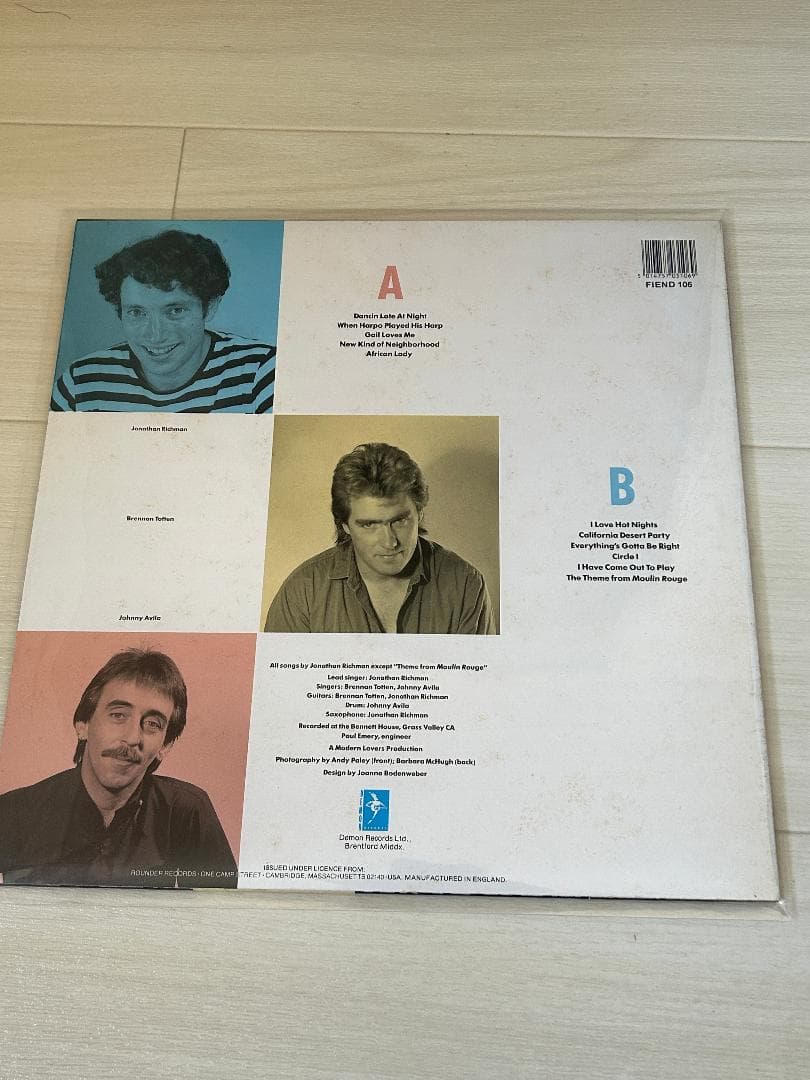 A
Dancin Late At Night
When Harpo Played His Harp
Gail Loves Me
New Kind of Neighborhood
African Lady
FIEND 106
Jonathan Richman
Brennan Totten
Johnny Avila
B
I Love Hot Nights
California Desert Party
Everything's Gotta Be Right
Circle I
I Have Come Out To Play
The Theme from Moulin Rouge
All songs by Jonathan Richman except "Theme from Moulin Rouge"
Lead singer: Jonathan Richman
Singers: Brennan Totten, Johnny Avila
Guitars: Brennan Totten, Jonathan Richman
Drum: Johnny Avila
Saxophone: Jonathan Richman
Recorded at the Bennett House, Grass Valley CA
Paul Emery, engineer
A Modern Lovers Production
Photography by Andy Paley (front); Barbara McHugh (back)
Design by Joanna Bodenweber
DEMON
RECORDS
Demon Records Ltd.,
Brentford Middx.
ISSUED UNDER LICENCE FROM:
ROUNDER RECORDS · ONE CAMP STREET · CAMBRIDGE, MASSACHUSETTS 02140 · USA. MANUFACTURED IN ENGLAND.